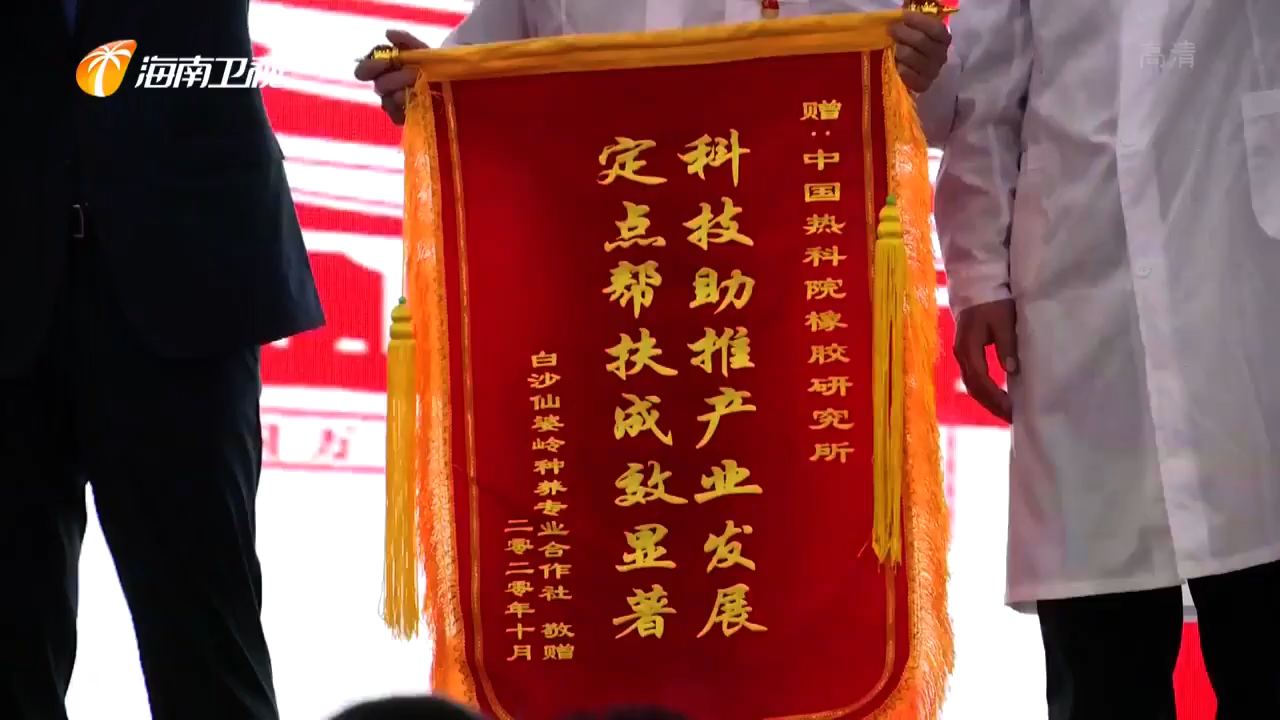 海南卫视
高清
赠:中国热科院橡胶研究所
科技助推产业发展
定点帮扶成效显著
白沙仙婆岭种养专业合作社 敬赠
二零二零年十月